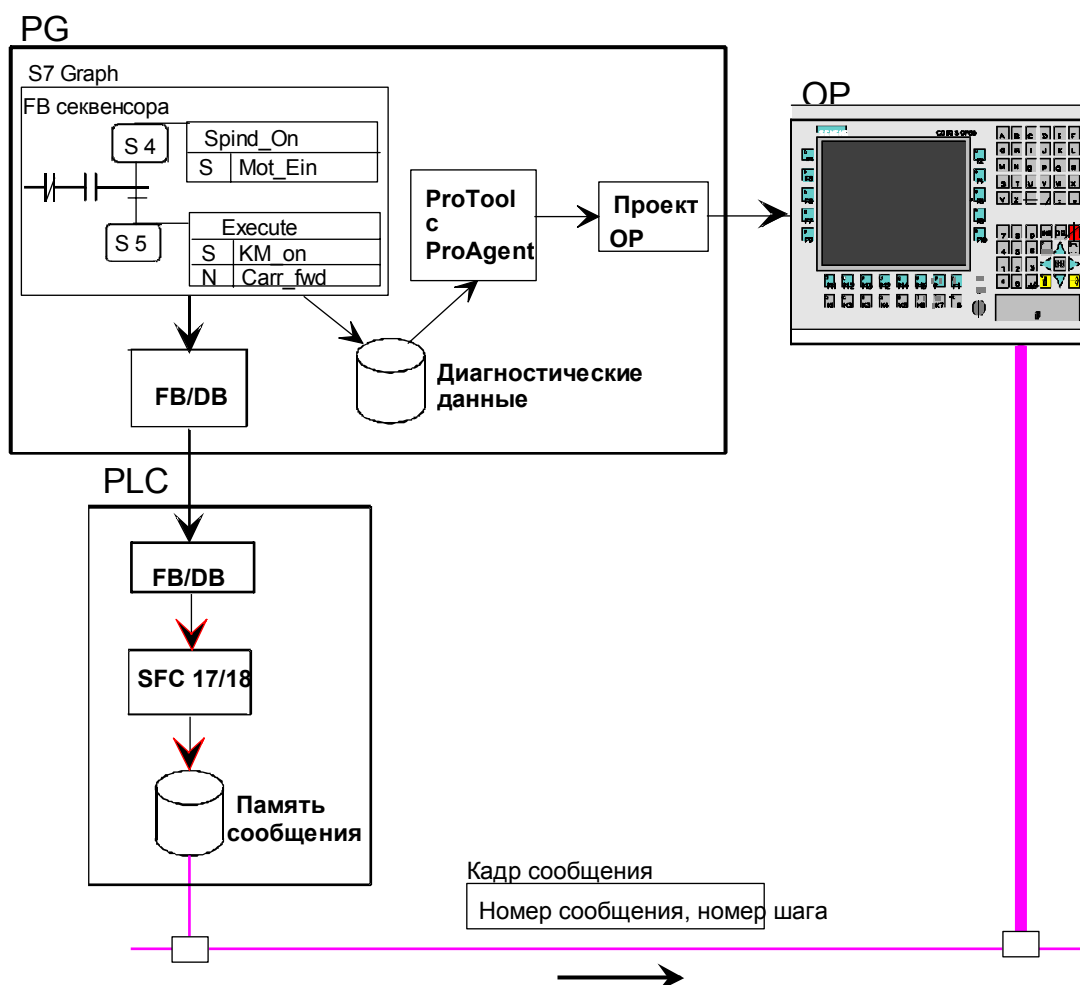 PG
S7 Graph
FB секвенсора
S 4
Spind_On
S Mot_Ein
S 5
Execute
S KM_on
N Carr_fwd
ProTool
с
ProAgent
Проект
OP
OP
FB/DB
Диагностические
данные
PLC
FB/DB
SFC 17/18
Память
сообщения
Кадр сообщения
Номер сообщения, номер шага